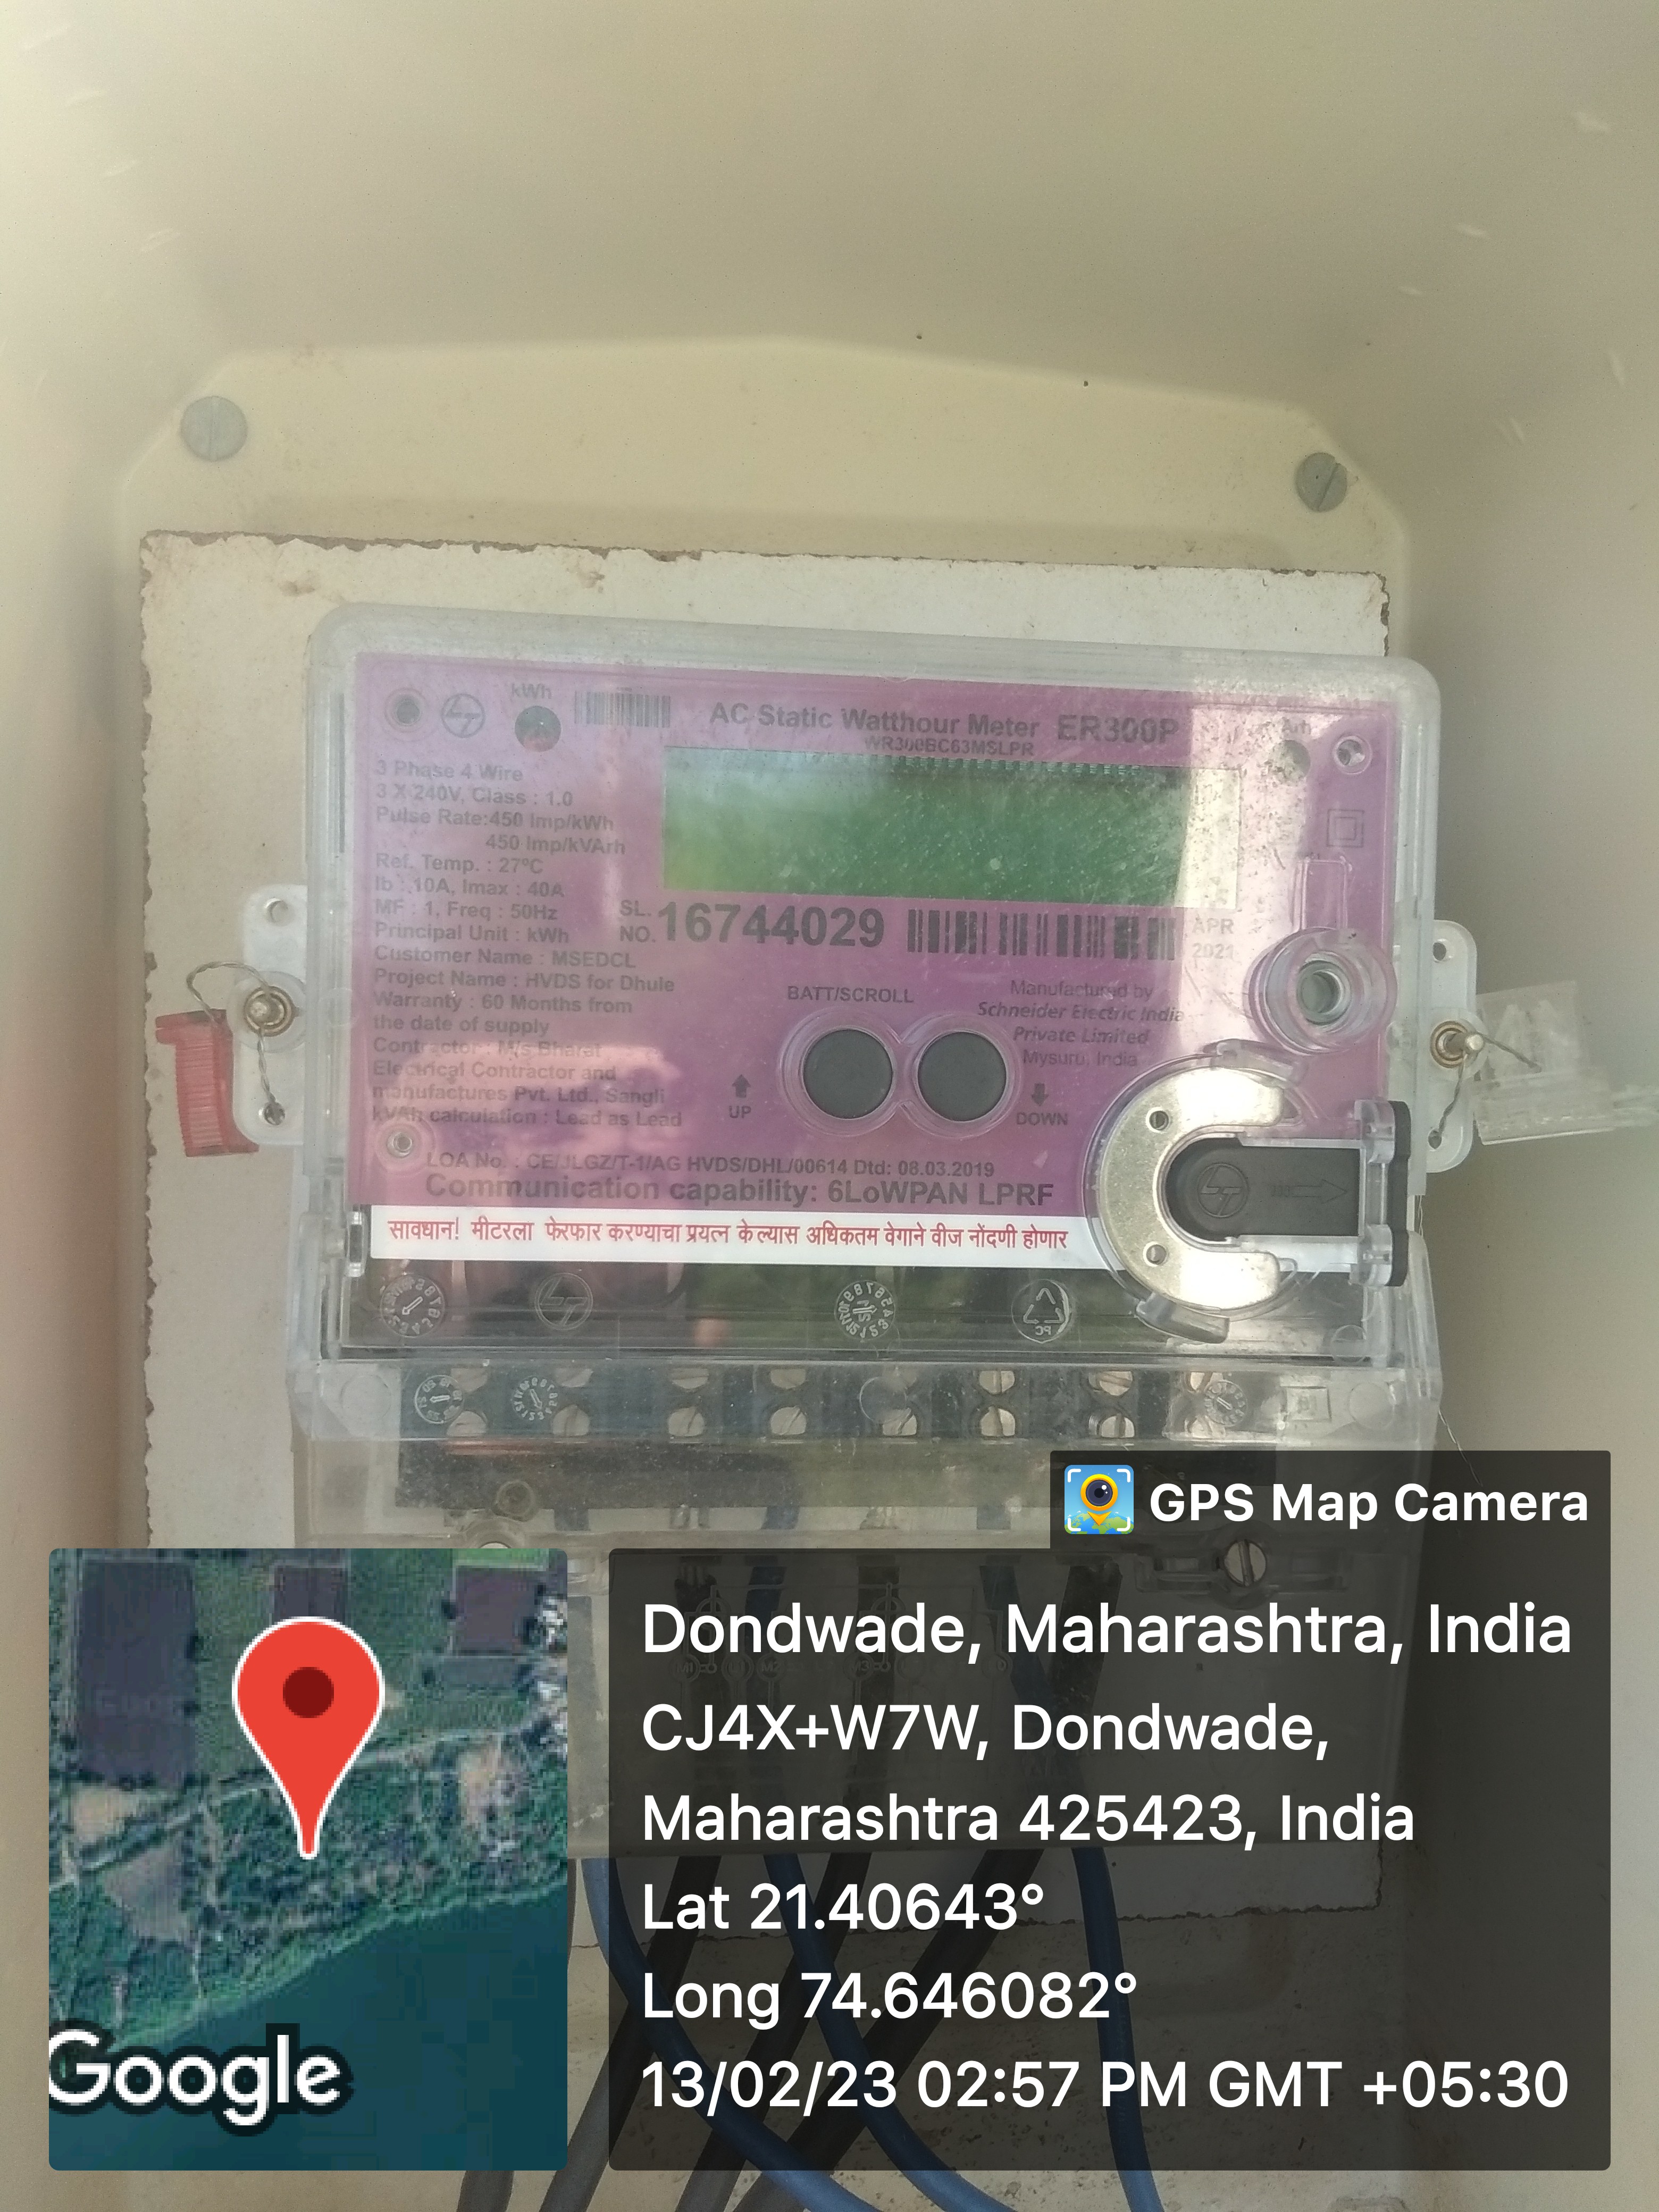 kWh
AC Static Watthour Meter ER300P
WR300BC63MSLPR
3 Phase 4 Wire
3 X 240V, Class : 1.0
Pulse Rate:450 Imp/kWh
450 Imp/kVArh
Ref. Temp. : 27°C
Ib : 10A, Imax : 40A
MF : 1, Freq : 50Hz
Principal Unit : kWh
Customer Name : MSEDCL
Project Name : HVDS for Dhule
Warranty : 60 Months from
the date of supply
Contractor : M/s Bharat
Electrical Contractor and
manufactures Pvt. Ltd., Sangli
kVAh calculation : Lead as Lead
SL.
NO. 16744029
APR
2021
BATT/SCROLL
UP
DOWN
Manufactured by
Schneider Electric India
Private Limited
Mysuru, India
LOA No. : CE/JLGZ/T-1/AG HVDS/DHL/00614 Dtd: 08.03.2019
Communication capability: 6LoWPAN LPRF
सावधान! मीटरला फेरफार करण्याचा प्रयत्न केल्यास अधिकतम वेगाने वीज नोंदणी होणार
GPS Map Camera
Dondwade, Maharashtra, India
CJ4X+W7W, Dondwade,
Maharashtra 425423, India
Lat 21.40643°
Long 74.646082°
13/02/23 02:57 PM GMT +05:30
Google